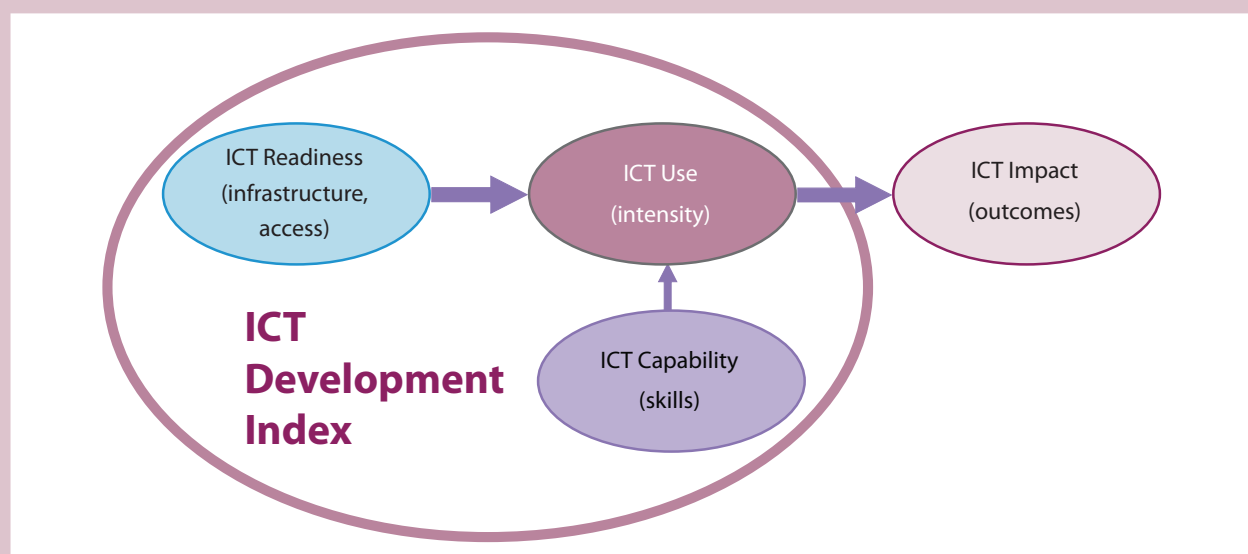 ICT Readiness
(infrastructure,
access)
ICT Use
(intensity)
ICT Impact
(outcomes)
ICT
Development
Index
ICT Capability
(skills)